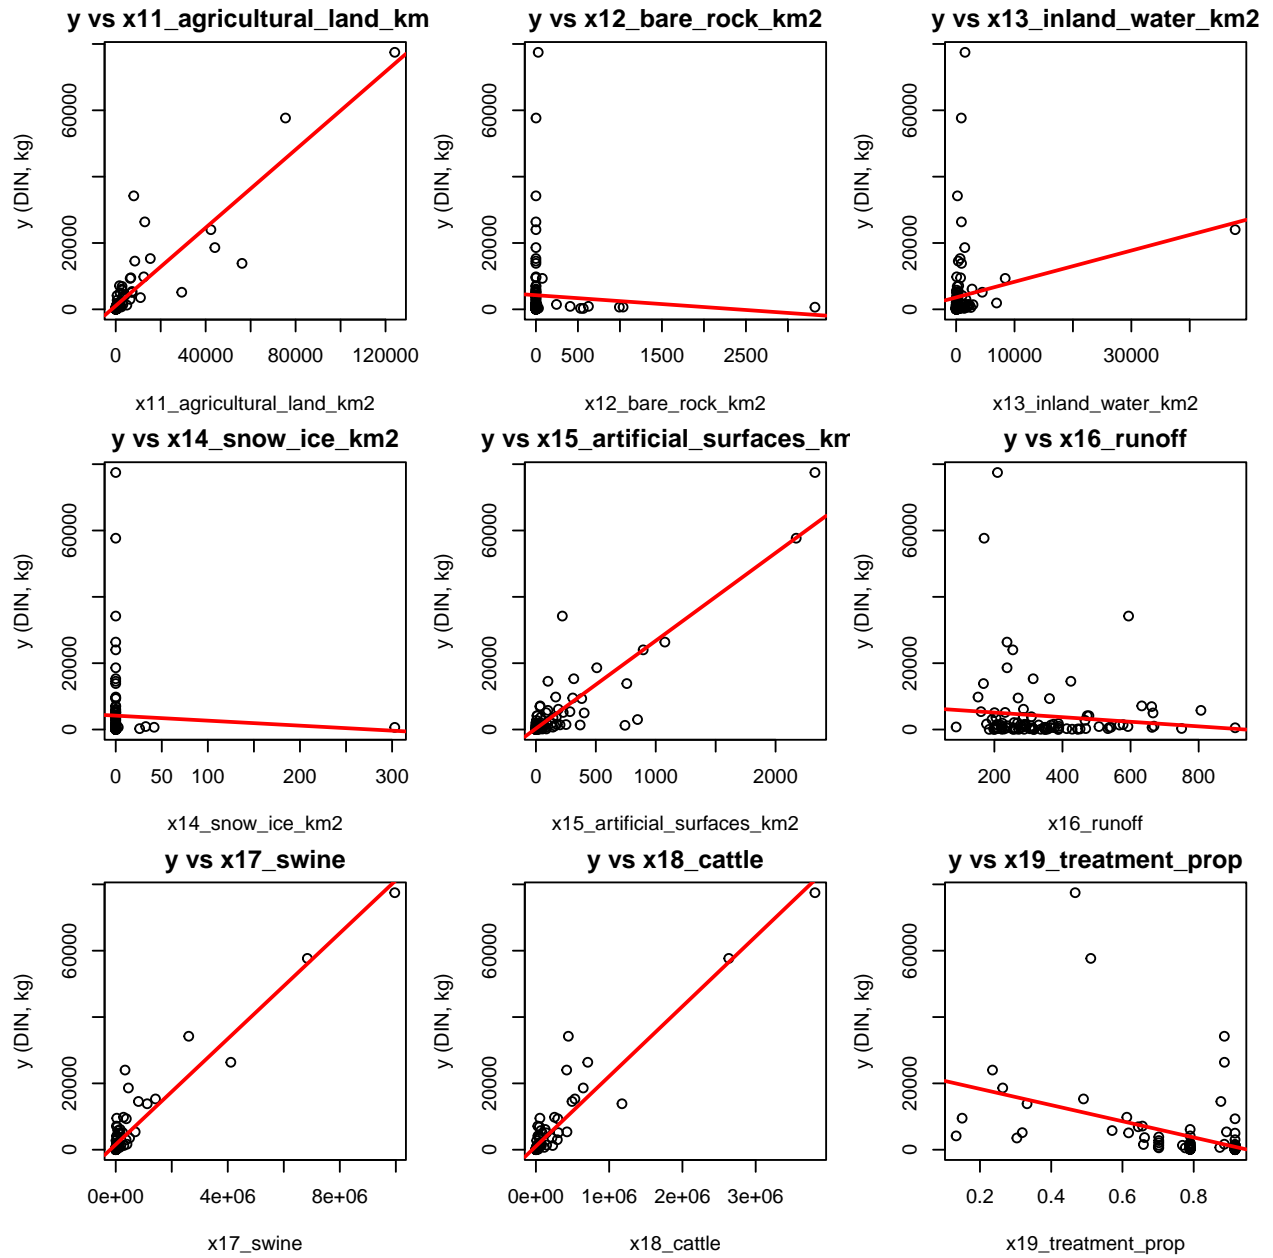 y vs x11_agricultural_land_km
y (DIN, kg)
60000
20000
0
0 40000 80000 120000
x11_agricultural_land_km2
y vs x12_bare_rock_km2
y (DIN, kg)
60000
20000
0
0 500 1500 2500
x12_bare_rock_km2
y vs x13_inland_water_km2
y (DIN, kg)
60000
20000
0
0 10000 30000
x13_inland_water_km2
y vs x14_snow_ice_km2
y (DIN, kg)
60000
20000
0
0 50 100 200 300
x14_snow_ice_km2
y vs x15_artificial_surfaces_km
y (DIN, kg)
60000
20000
0
0 500 1000 2000
x15_artificial_surfaces_km2
y vs x16_runoff
y (DIN, kg)
60000
20000
0
200 400 600 800
x16_runoff
y vs x17_swine
y (DIN, kg)
60000
20000
0
0e+00 4e+06 8e+06
x17_swine
y vs x18_cattle
y (DIN, kg)
60000
20000
0
0e+00 1e+06 3e+06
x18_cattle
y vs x19_treatment_prop
y (DIN, kg)
60000
20000
0
0.2 0.4 0.6 0.8
x19_treatment_prop